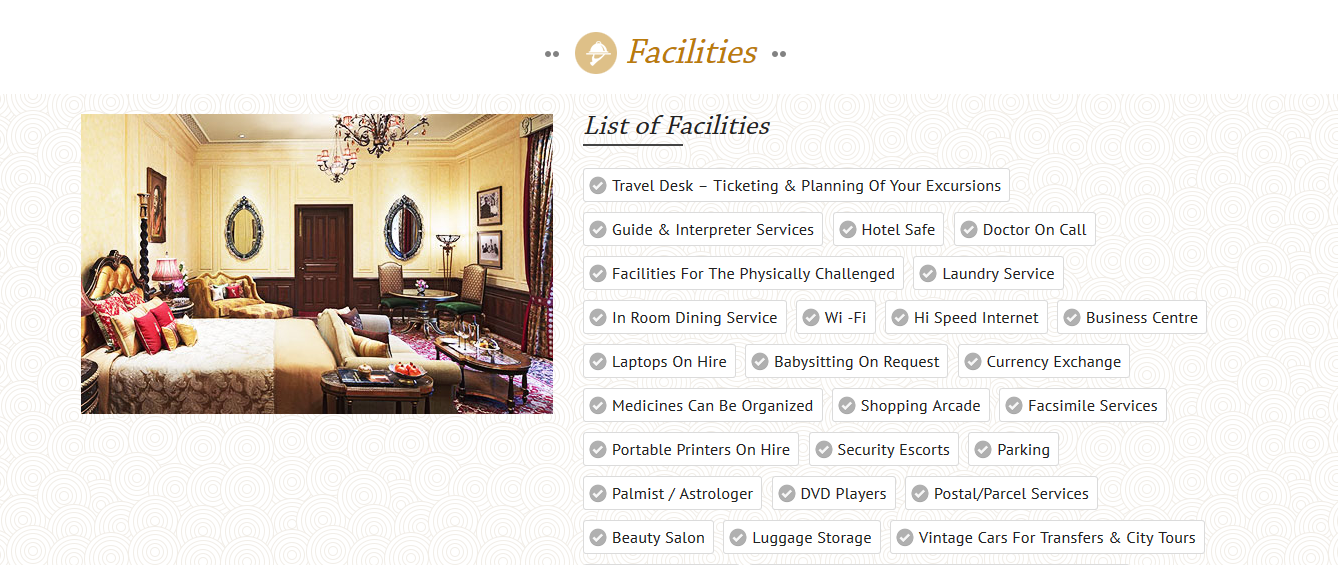 Facilities
List of Facilities
Travel Desk – Ticketing & Planning Of Your Excursions
Guide & Interpreter Services Hotel Safe Doctor On Call
Facilities For The Physically Challenged Laundry Service
In Room Dining Service Wi -Fi Hi Speed Internet Business Centre
Laptops On Hire Babysitting On Request Currency Exchange
Medicines Can Be Organized Shopping Arcade Facsimile Services
Portable Printers On Hire Security Escorts Parking
Palmist / Astrologer DVD Players Postal/Parcel Services
Beauty Salon Luggage Storage Vintage Cars For Transfers & City Tours